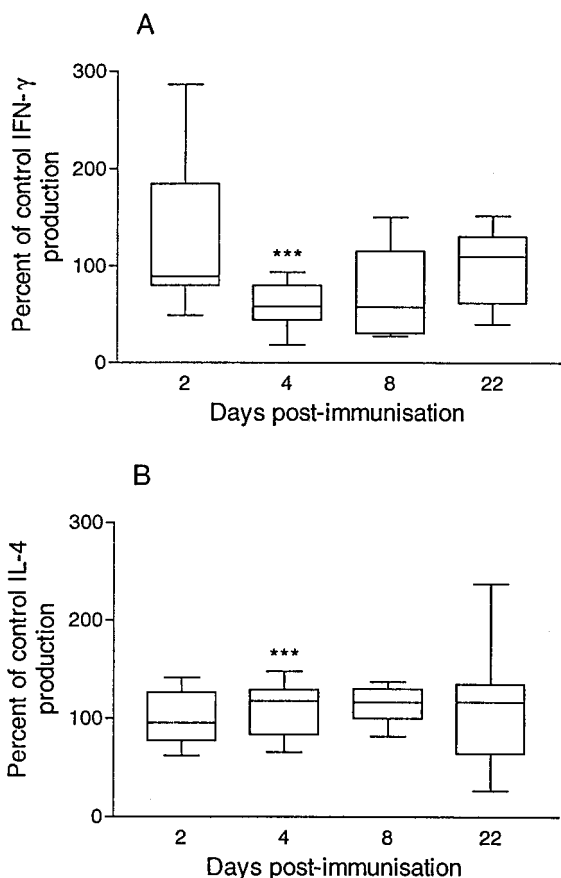 A
Percent of control IFN-γ
production
300
200
100
0
***
2 4 8 22
Days post-immunisation
B
Percent of control IL-4
production
300
200
100
0
***
2 4 8 22
Days post-immunisation